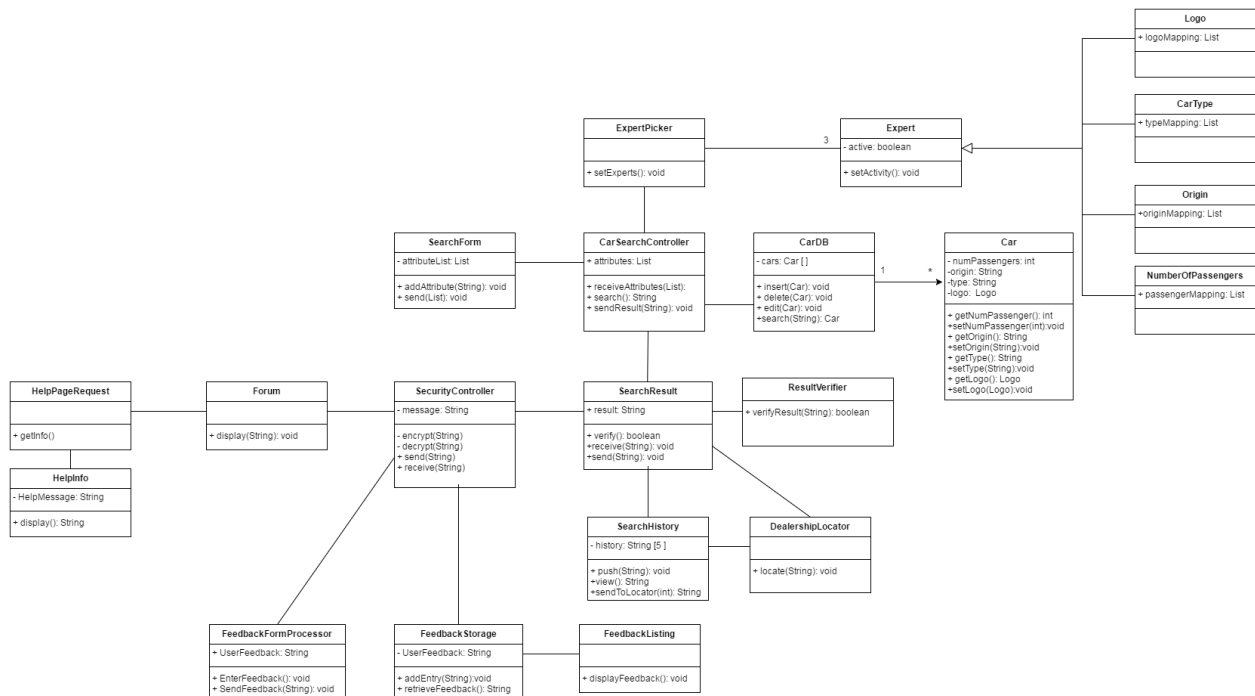 Logo
+ logoMapping: List
CarType
+ typeMapping: List
Origin
+originMapping: List
NumberOfPassengers
+ passengerMapping: List
ExpertPicker
+ setExperts(): void
3
Expert
- active: boolean
+ setActivity(): void
SearchForm
- attributeList: List
+ addAttribute(String): void
+ send(List): void
CarSearchController
+ attributes: List
+ receiveAttributes(List):
+ search(): String
+ sendResult(String): void
CarDB
- cars: Car [ ]
+ insert(Car): void
+ delete(Car): void
+ edit(Car): void
+search(String): Car
1
*
Car
- numPassengers: int
-origin: String
-type: String
-logo: Logo
+ getNumPassenger(): int
+setNumPassenger(int):void
+ getOrigin(): String
+setOrigin(String):void
+ getType(): String
+setType(String):void
+ getLogo(): Logo
+setLogo(Logo):void
HelpPageRequest
+ getInfo()
Forum
+ display(String): void
SecurityController
- message: String
- encrypt(String)
- decrypt(String)
+ send(String)
+ receive(String)
SearchResult
+ result: String
+ verify(): boolean
+receive(String): void
+send(String): void
ResultVerifier
+ verifyResult(String): boolean
HelpInfo
- HelpMessage: String
+ display(): String
SearchHistory
- history: String [5 ]
+ push(String): void
+view(): String
+sendToLocator(int): String
DealershipLocator
+ locate(String): void
FeedbackFormProcessor
+ UserFeedback: String
+ EnterFeedback(): void
+ SendFeedback(String): void
FeedbackStorage
- UserFeedback: String
+ addEntry(String):void
+ retrieveFeedback(): String
FeedbackListing
+ displayFeedback(): void